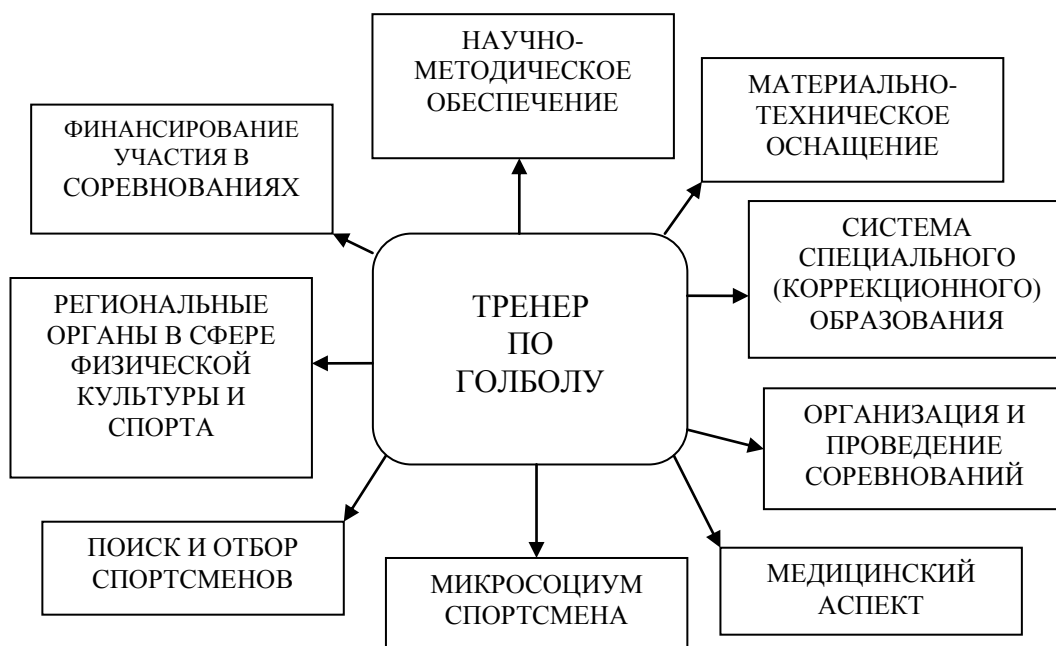 НАУЧНО-
МЕТОДИЧЕСКОЕ
ОБЕСПЕЧЕНИЕ
МАТЕРИАЛЬНО-
ТЕХНИЧЕСКОЕ
ОСНАЩЕНИЕ
ФИНАНСИРОВАНИЕ
УЧАСТИЯ В
СОРЕВНОВАНИЯХ
СИСТЕМА
СПЕЦИАЛЬНОГО
(КОРРЕКЦИОННОГО)
ОБРАЗОВАНИЯ
РЕГИОНАЛЬНЫЕ
ОРГАНЫ В СФЕРЕ
ФИЗИЧЕСКОЙ
КУЛЬТУРЫ И
СПОРТА
ТРЕНЕР
ПО
ГОЛБОЛУ
ОРГАНИЗАЦИЯ И
ПРОВЕДЕНИЕ
СОРЕВНОВАНИЙ
ПОИСК И ОТБОР
СПОРТСМЕНОВ
МИКРОСОЦИУМ
СПОРТСМЕНА
МЕДИЦИНСКИЙ
АСПЕКТ